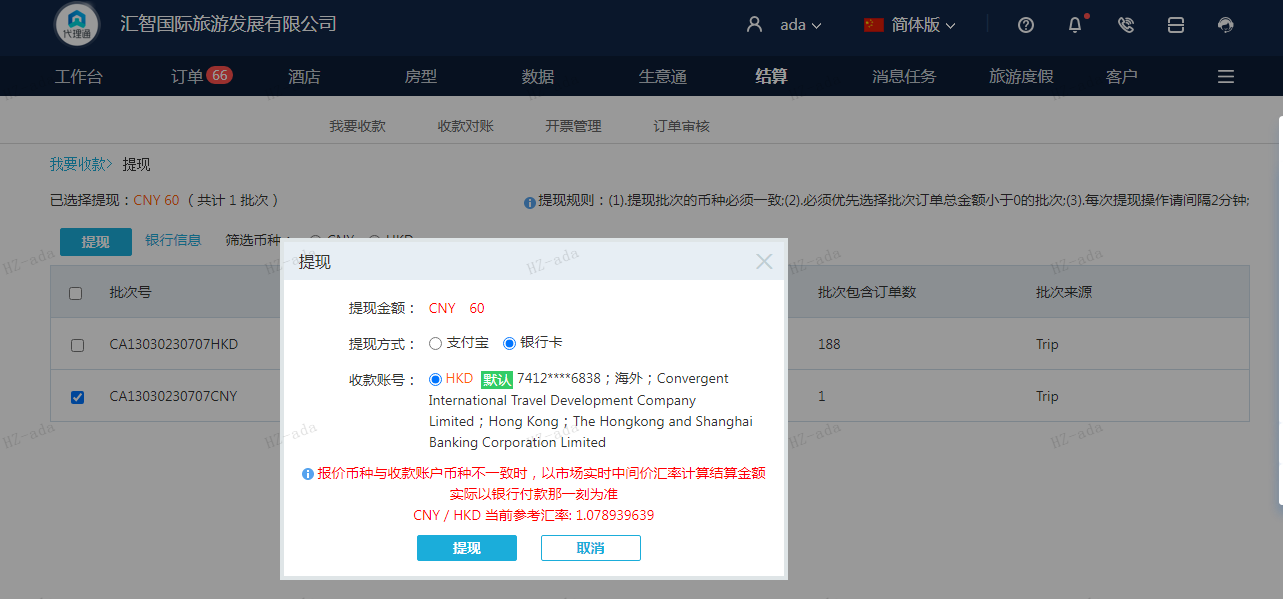 代理通
汇智国际旅游发展有限公司
ada
简体版
工作台
订单 66
酒店
房型
数据
生意通
结算
消息任务
旅游度假
客户
我要收款
收款对账
开票管理
订单审核
我要收款> 提现
已选择提现：CNY 60（ 共计 1 批次 ）
提现规则：(1).提现批次的币种必须一致;(2).必须优先选择批次订单总金额小于0的批次;(3).每次提现操作请间隔2分钟;
提现
银行信息
筛选币种：
CNY
HKD
批次号
批次包含订单数
批次来源
CA13030230707HKD
188
Trip
CA13030230707CNY
1
Trip
提现
提现金额： CNY 60
提现方式： 支付宝 银行卡
收款账号： HKD 默认 7412****6838；海外；Convergent
International Travel Development Company
Limited；Hong Kong；The Hongkong and Shanghai
Banking Corporation Limited
报价币种与收款账户币种不一致时，以市场实时中间价汇率计算结算金额
实际以银行付款那一刻为准
CNY / HKD 当前参考汇率: 1.078939639
提现
取消
HZ-ada
HZ-ada
HZ-ada
HZ-ada
HZ-ada
HZ-ada
HZ-ada
HZ-ada
HZ-ada
HZ-ada